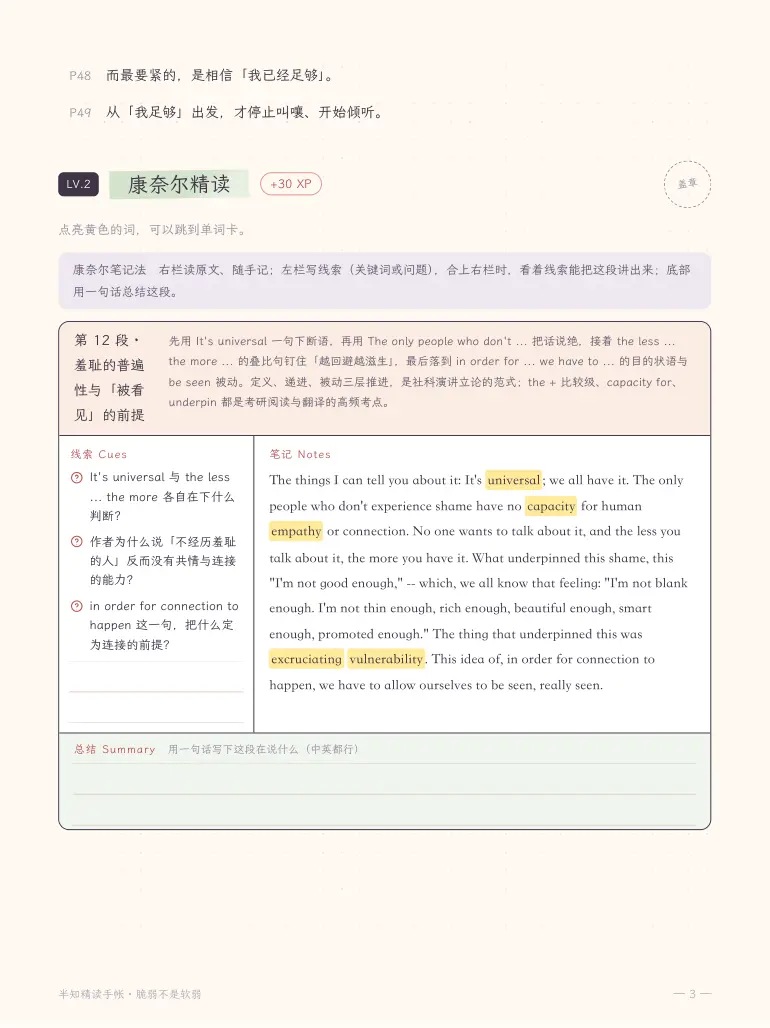 P48 而最要紧的，是相信「我已经足够」。
P49 从「我足够」出发，才停止叫嚷、开始倾听。
LV.2 康奈尔精读 +30 XP 盖章
点亮黄色的词，可以跳到单词卡。
康奈尔笔记法 右栏读原文、随手记；左栏写线索（关键词或问题），合上右栏时，看着线索能把这段讲出来；底部
用一句话总结这段。
第 12 段·
羞耻的普遍
性与「被看
见」的前提
先用 It's universal 一句下断语，再用 The only people who don't … 把话说绝，接着 the less …
the more … 的叠比句钉住「越回避越滋生」，最后落到 in order for … we have to … 的目的状语与
be seen 被动。定义、递进、被动三层推进，是社科演讲立论的范式；the + 比较级、capacity for、
underpin 都是考研阅读与翻译的高频考点。
线索 Cues
It's universal 与 the less
… the more 各自在下什么
判断？
作者为什么说「不经历羞耻
的人」反而没有共情与连接
的能力？
in order for connection to
happen 这一句，把什么定
为连接的前提？
笔记 Notes
The things I can tell you about it: It's universal; we all have it. The only
people who don't experience shame have no capacity for human
empathy or connection. No one wants to talk about it, and the less you
talk about it, the more you have it. What underpinned this shame, this
"I'm not good enough," -- which, we all know that feeling: "I'm not blank
enough. I'm not thin enough, rich enough, beautiful enough, smart
enough, promoted enough." The thing that underpinned this was
excruciating vulnerability. This idea of, in order for connection to
happen, we have to allow ourselves to be seen, really seen.
总结 Summary 用一句话写下这段在说什么（中英都行）
半知精读手帐·脆弱不是软弱
— 3 —